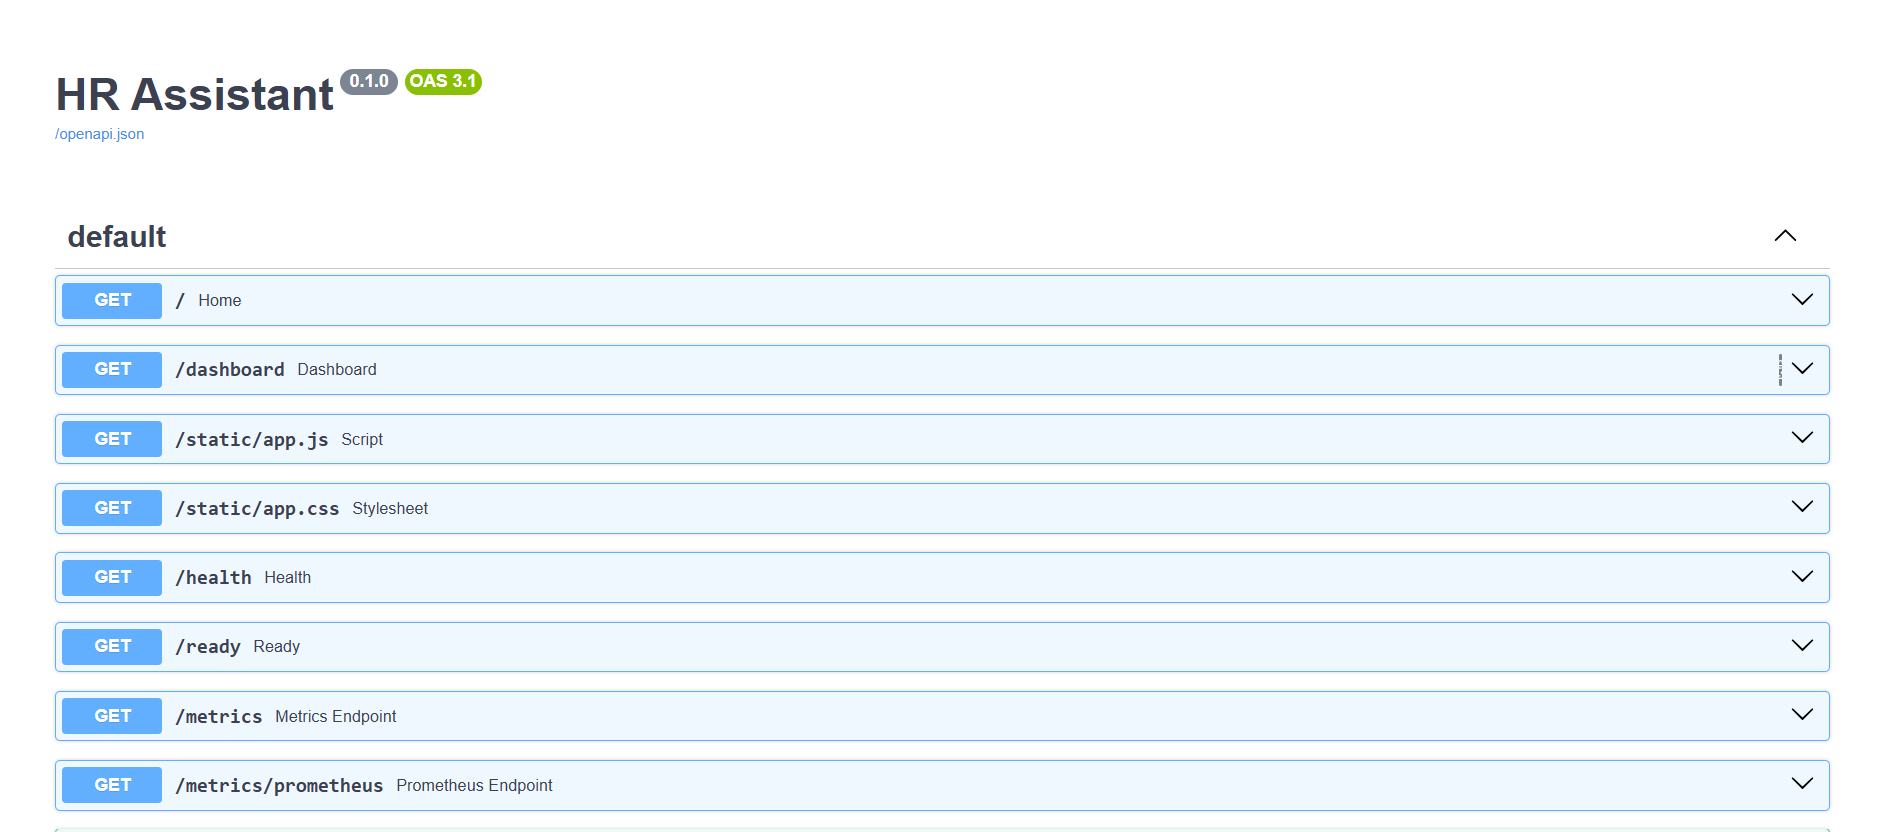 HR Assistant 0.1.0 OAS 3.1
/openapi.json
default
GET / Home
GET /dashboard Dashboard
GET /static/app.js Script
GET /static/app.css Stylesheet
GET /health Health
GET /ready Ready
GET /metrics Metrics Endpoint
GET /metrics/prometheus Prometheus Endpoint